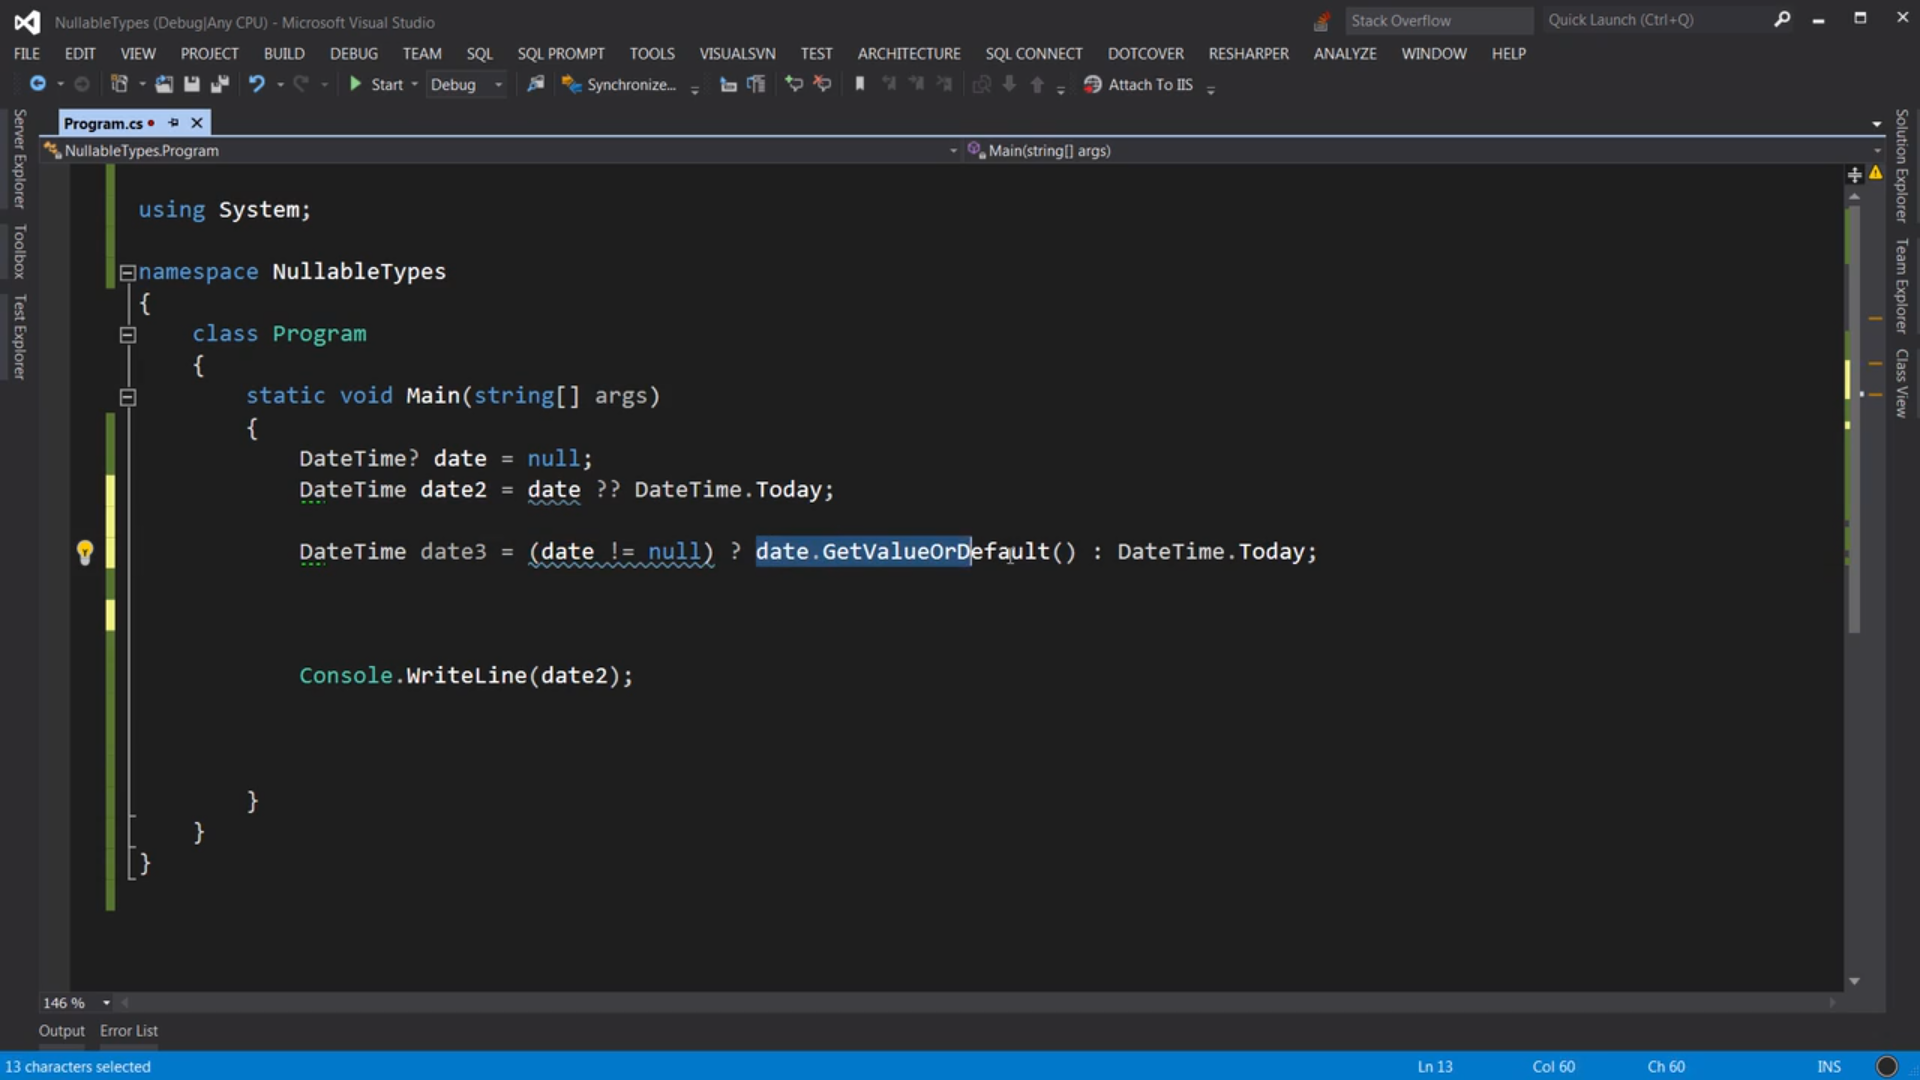 NullableTypes (Debug|Any CPU) - Microsoft Visual Studio
Stack Overflow
Quick Launch (Ctrl+Q)
FILE EDIT VIEW PROJECT BUILD DEBUG TEAM SQL SQL PROMPT TOOLS VISUALSVN TEST ARCHITECTURE SQL CONNECT DOTCOVER RESHARPER ANALYZE WINDOW HELP
Start Debug Synchronize... Attach To IIS
Program.cs
NullableTypes.Program
Main(string[] args)
Server Explorer
Toolbox
Test Explorer
using System;
namespace NullableTypes
{
class Program
{
static void Main(string[] args)
{
DateTime? date = null;
DateTime date2 = date ?? DateTime.Today;
DateTime date3 = (date != null) ? date.GetValueOrDefault() : DateTime.Today;
Console.WriteLine(date2);
}
}
}
Solution Explorer
Team Explorer
Class View
146 %
Output Error List
13 characters selected
Ln 13 Col 60 Ch 60 INS